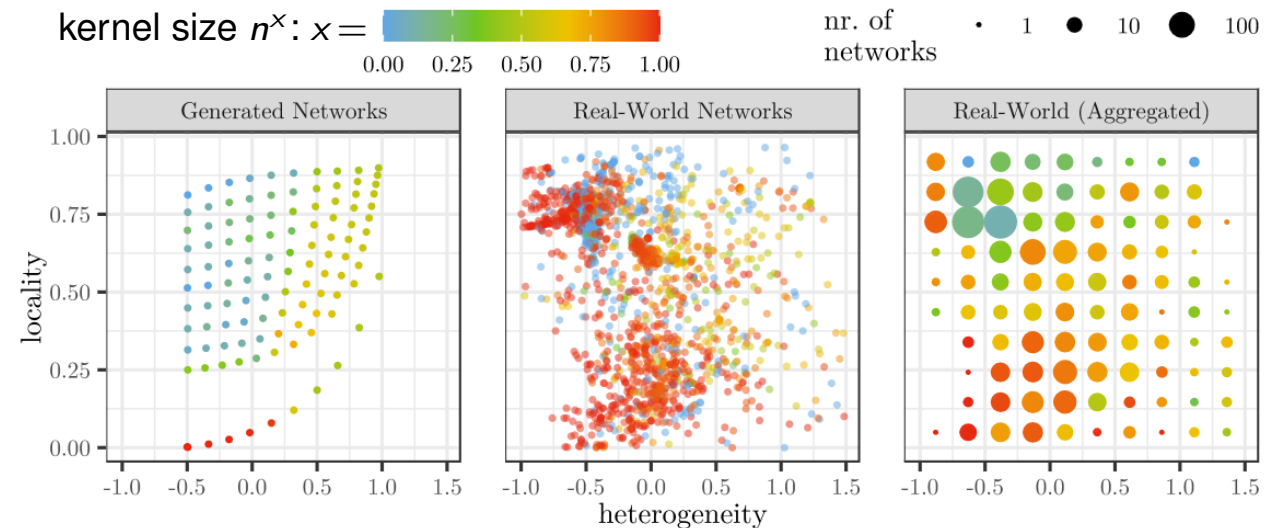 kernel size nˣ: x=
0.00 0.25 0.50 0.75 1.00
nr. of
networks
1 10 100
Generated Networks
Real-World Networks
Real-World (Aggregated)
locality
1.00
0.75
0.50
0.25
0.00
-1.0 -0.5 0.0 0.5 1.0 1.5
-1.0 -0.5 0.0 0.5 1.0 1.5
-1.0 -0.5 0.0 0.5 1.0 1.5
heterogeneity